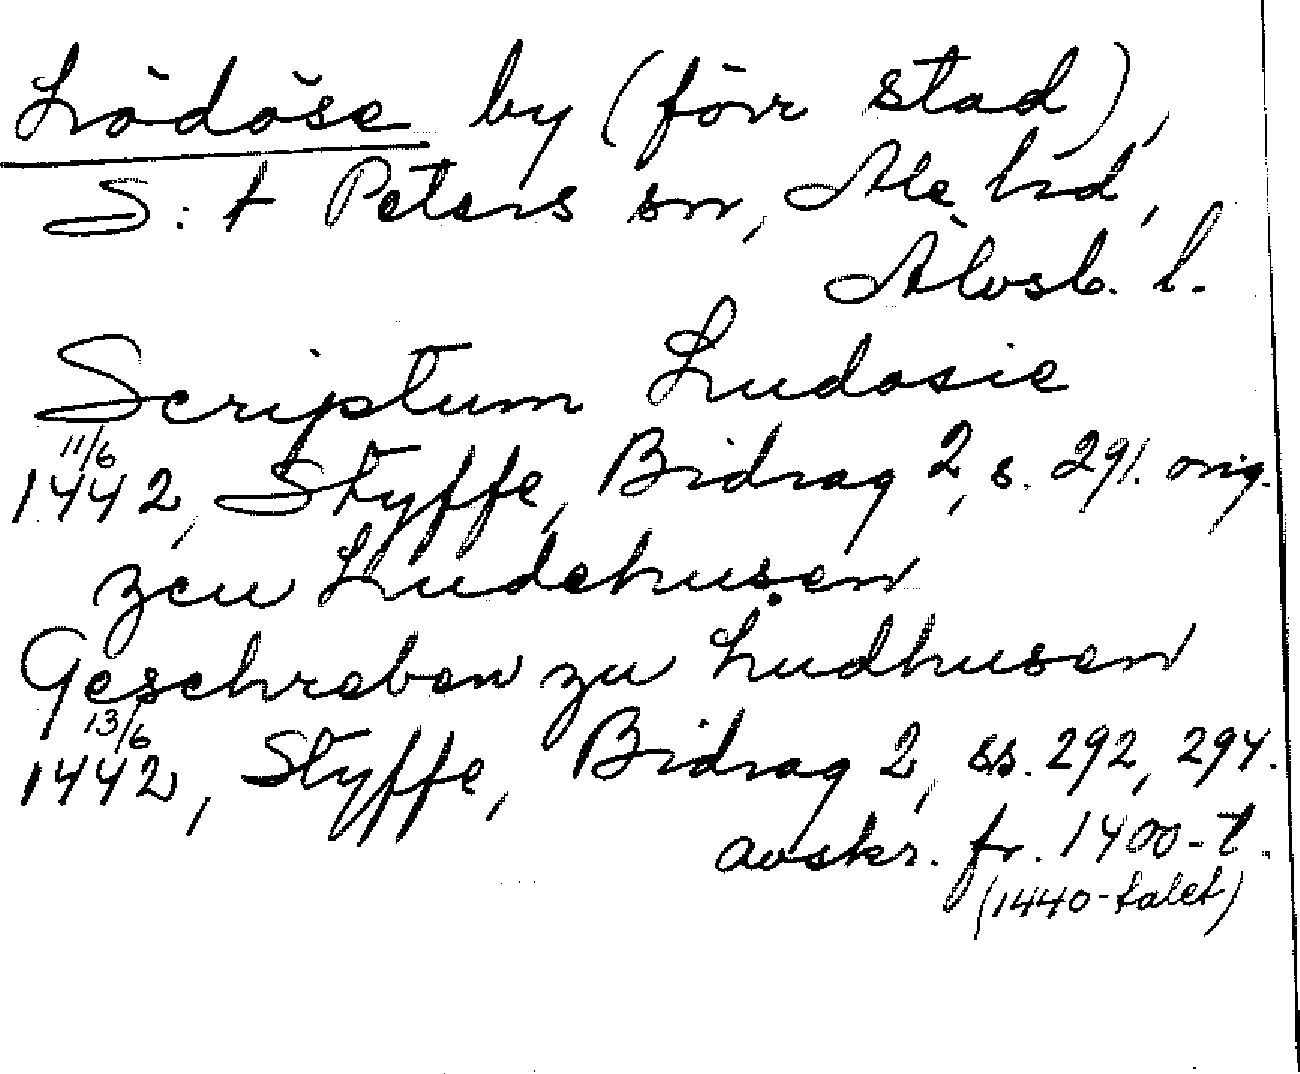 Lödöse by (förr stad),
S:t Peters sn, Ale hd,
Älvsb. l.
Scriptum Ludosie
11/6
1442, Styffe, Bidrag 2, s. 291. orig.
zcu Ludehusen
Geschreben zu Ludhusen
13/6
1442, Styffe, Bidrag 2, ss. 292, 294.
avskr. fr. 1400-t.
(1440-talet)